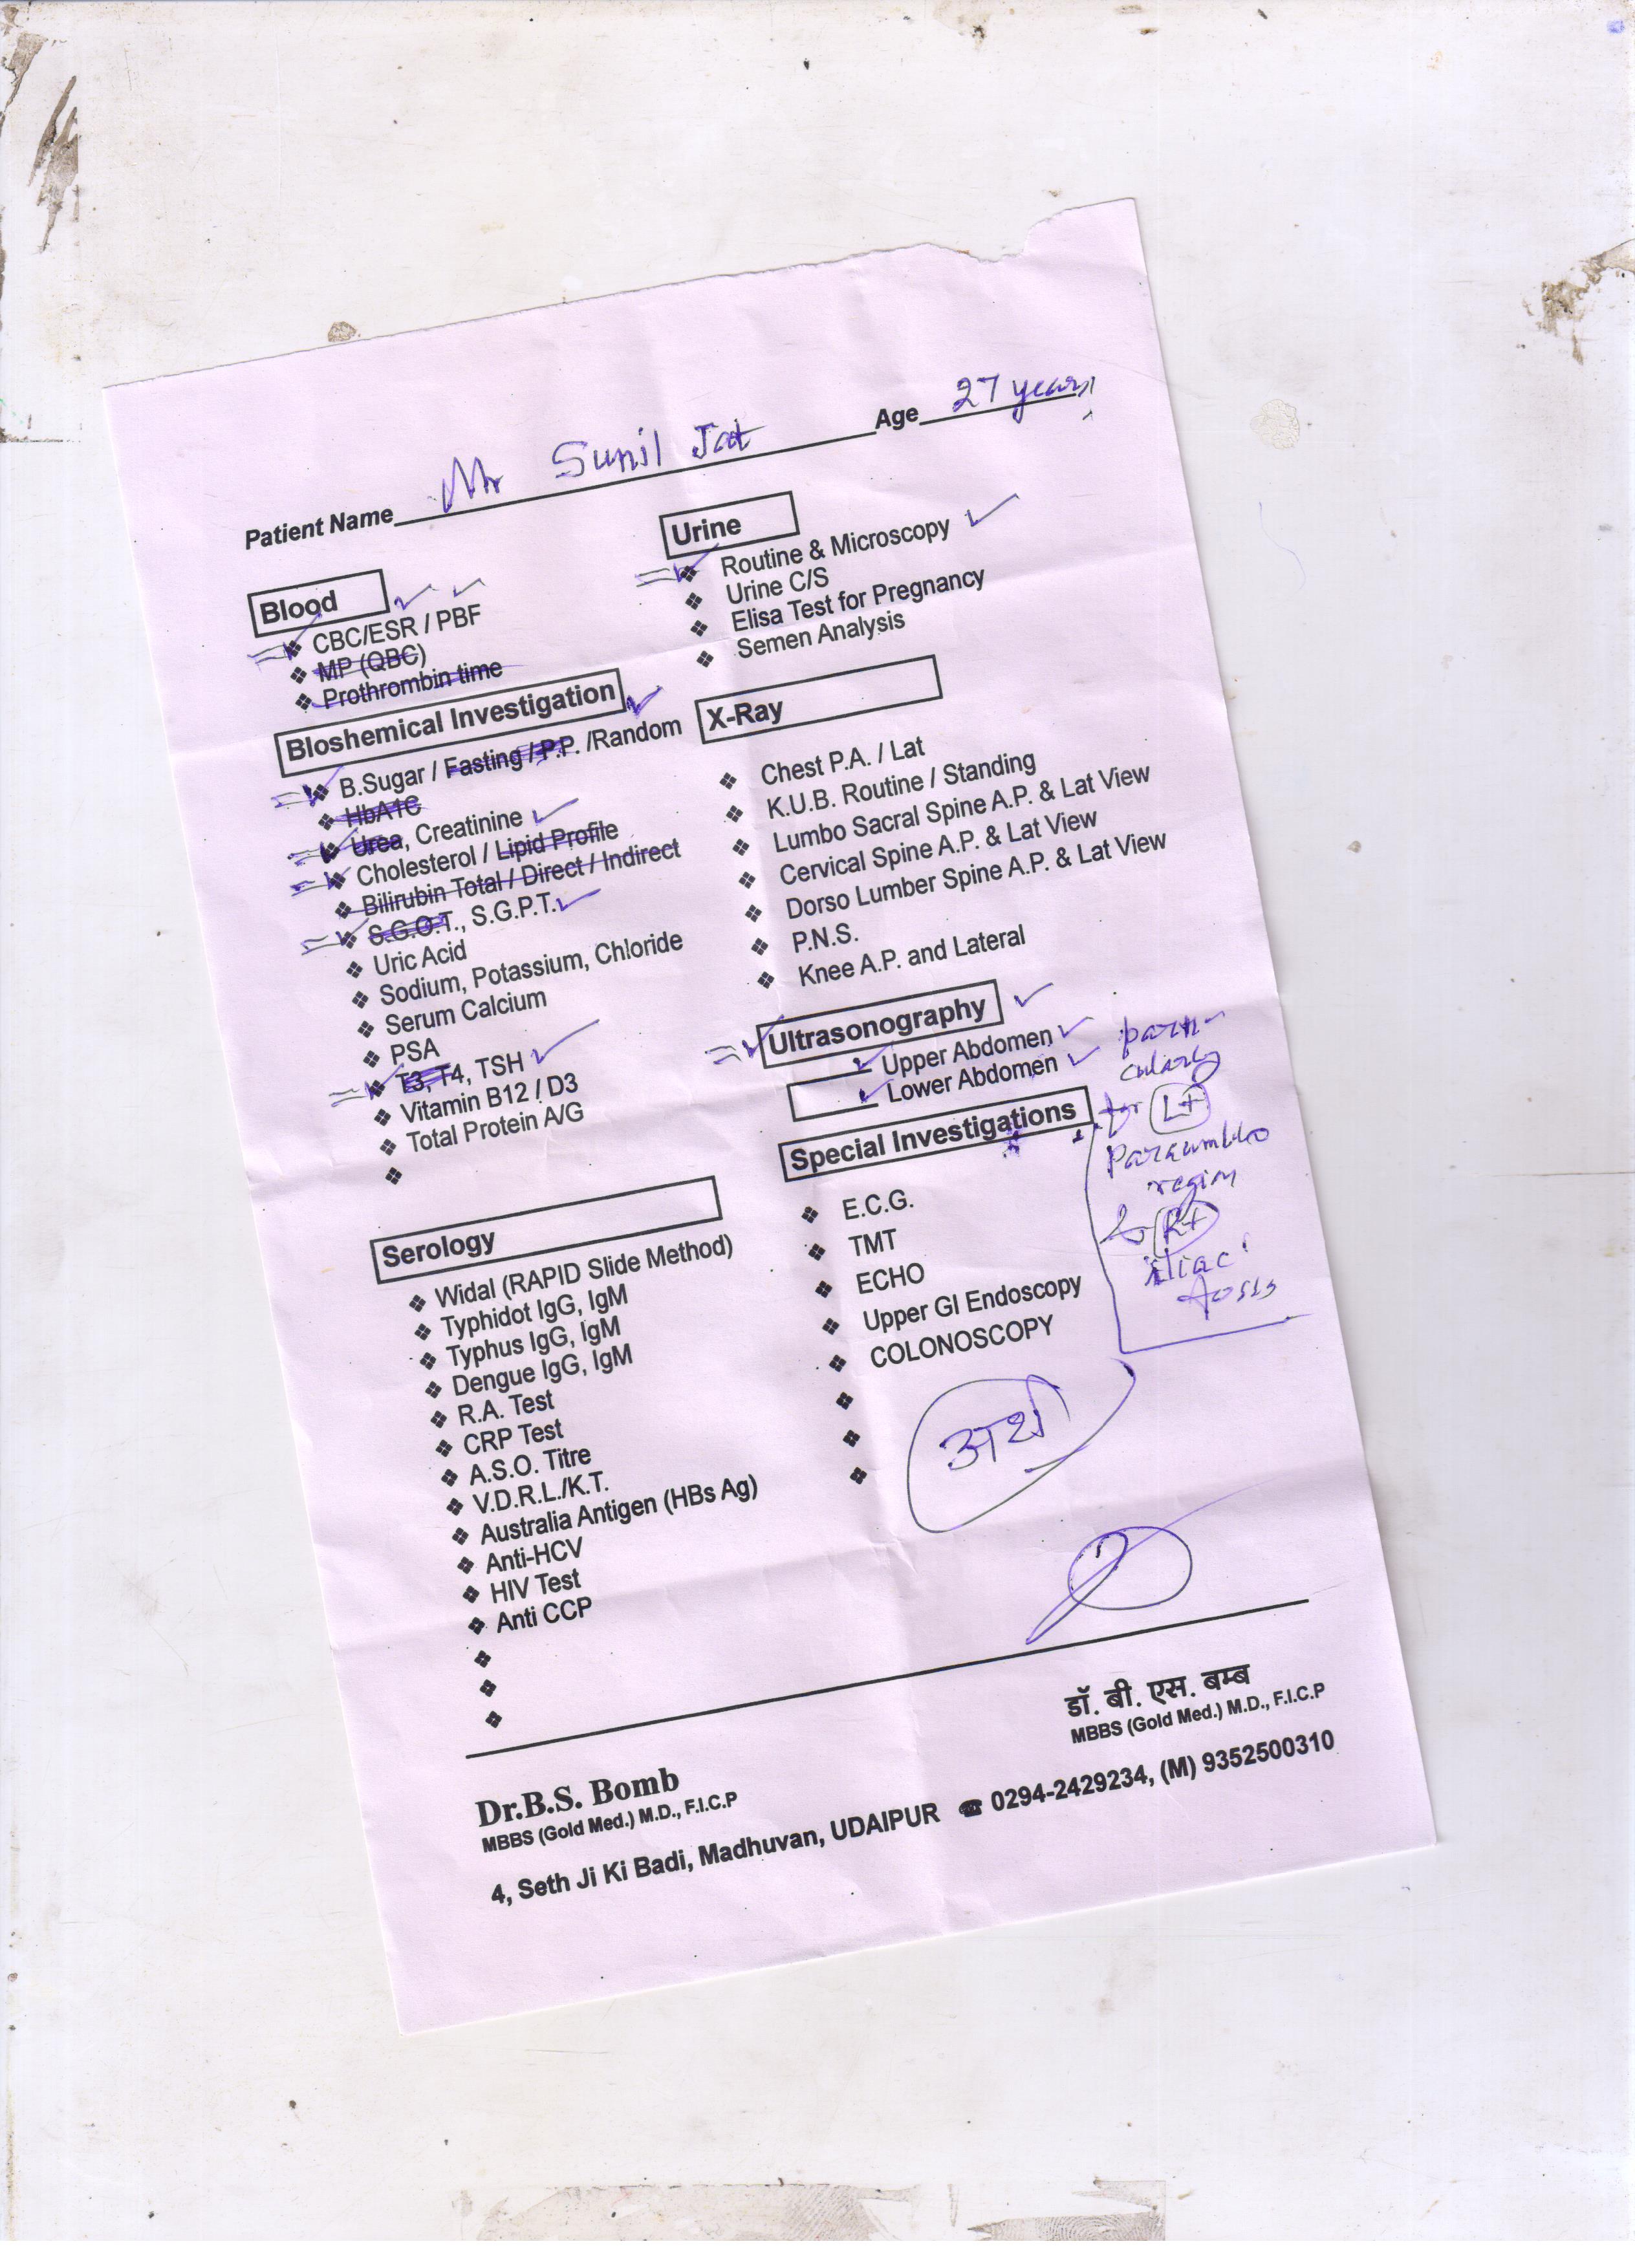 Patient Name Mr Sunil Jat Age 27 years
Blood
CBC/ESR / PBF
MP (QBC)
Prothrombin time
Bloshemical Investigation
B.Sugar / Fasting / P.P. /Random
HbA1C
Urea, Creatinine
Cholesterol / Lipid Profile
Bilirubin Total / Direct / Indirect
S.G.O.T., S.G.P.T.
Uric Acid
Sodium, Potassium, Chloride
Serum Calcium
PSA
T3, T4, TSH
Vitamin B12 / D3
Total Protein A/G
Serology
Widal (RAPID Slide Method)
Typhidot IgG, IgM
Typhus IgG, IgM
Dengue IgG, IgM
R.A. Test
CRP Test
A.S.O. Titre
V.D.R.L./K.T.
Australia Antigen (HBs Ag)
Anti-HCV
HIV Test
Anti CCP
Urine
Routine & Microscopy
Urine C/S
Elisa Test for Pregnancy
Semen Analysis
X-Ray
Chest P.A. / Lat
K.U.B. Routine / Standing
Lumbo Sacral Spine A.P. & Lat View
Cervical Spine A.P. & Lat View
Dorso Lumber Spine A.P. & Lat View
P.N.S.
Knee A.P. and Lateral
Ultrasonography
Upper Abdomen
Lower Abdomen
Special Investigations
E.C.G.
TMT
ECHO
Upper GI Endoscopy
COLONOSCOPY
Lt
region
Rt
iliac
अर्थ
डॉ. बी. एस. बम्ब
MBBS (Gold Med.) M.D., F.I.C.P
Dr.B.S. Bomb
MBBS (Gold Med.) M.D., F.I.C.P
4, Seth Ji Ki Badi, Madhuvan, UDAIPUR ☎ 0294-2429234, (M) 9352500310